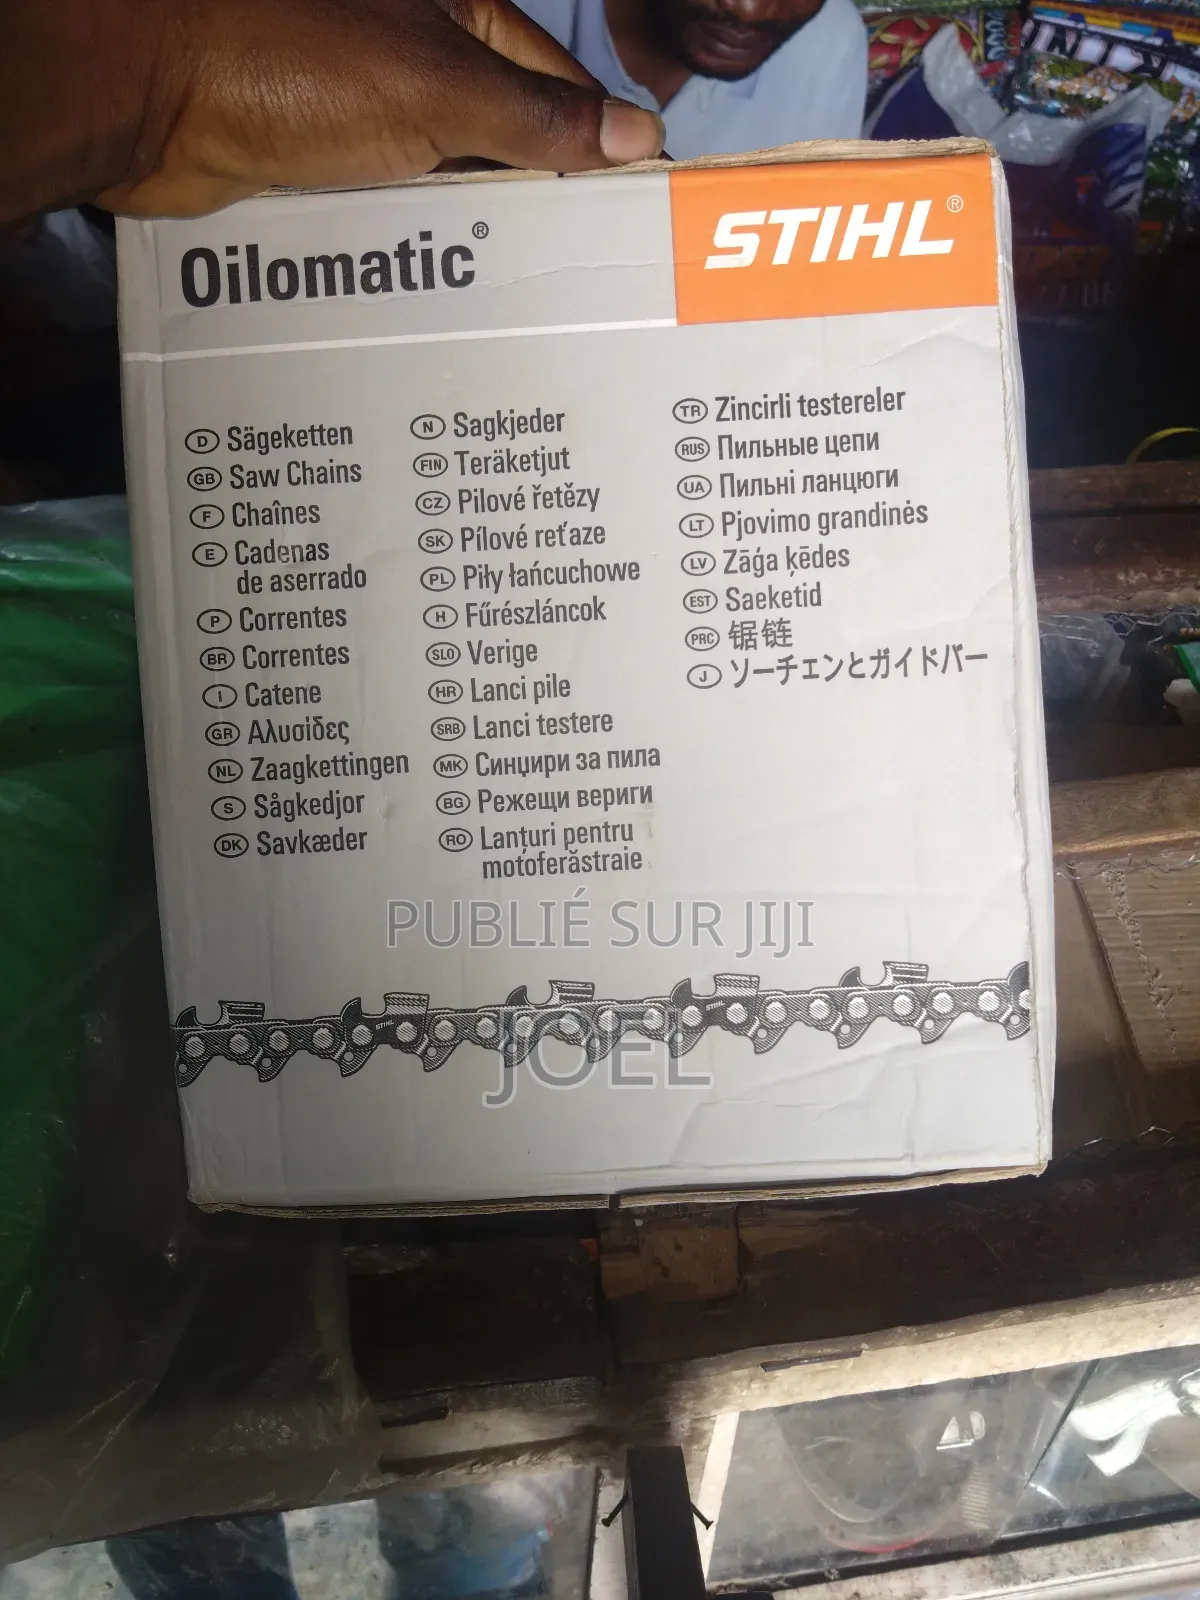 Oilomatic®
STIHL®
D Sägeketten
GB Saw Chains
F Chaînes
E Cadenas
de aserrado
P Correntes
BR Correntes
I Catene
GR Αλυσίδες
NL Zaagkettingen
S Sågkedjor
DK Savkæder
N Sagkjeder
FIN Teräketjut
CZ Pilové řetězy
SK Pílové reťaze
PL Piły łańcuchowe
H Fűrészláncok
SLO Verige
HR Lanci pile
SRB Lanci testere
MK Синџири за пила
BG Режещи вериги
RO Lanțuri pentru
motoferăstraie
TR Zincirli testereler
RUS Пильные цепи
UA Пильні ланцюги
LT Pjovimo grandinės
LV Zāģa ķēdes
EST Saeketid
PRC 锯链
J ソーチェンとガイドバー
PUBLIÉ SUR JIJI
JOEL
STIHL
STIHL